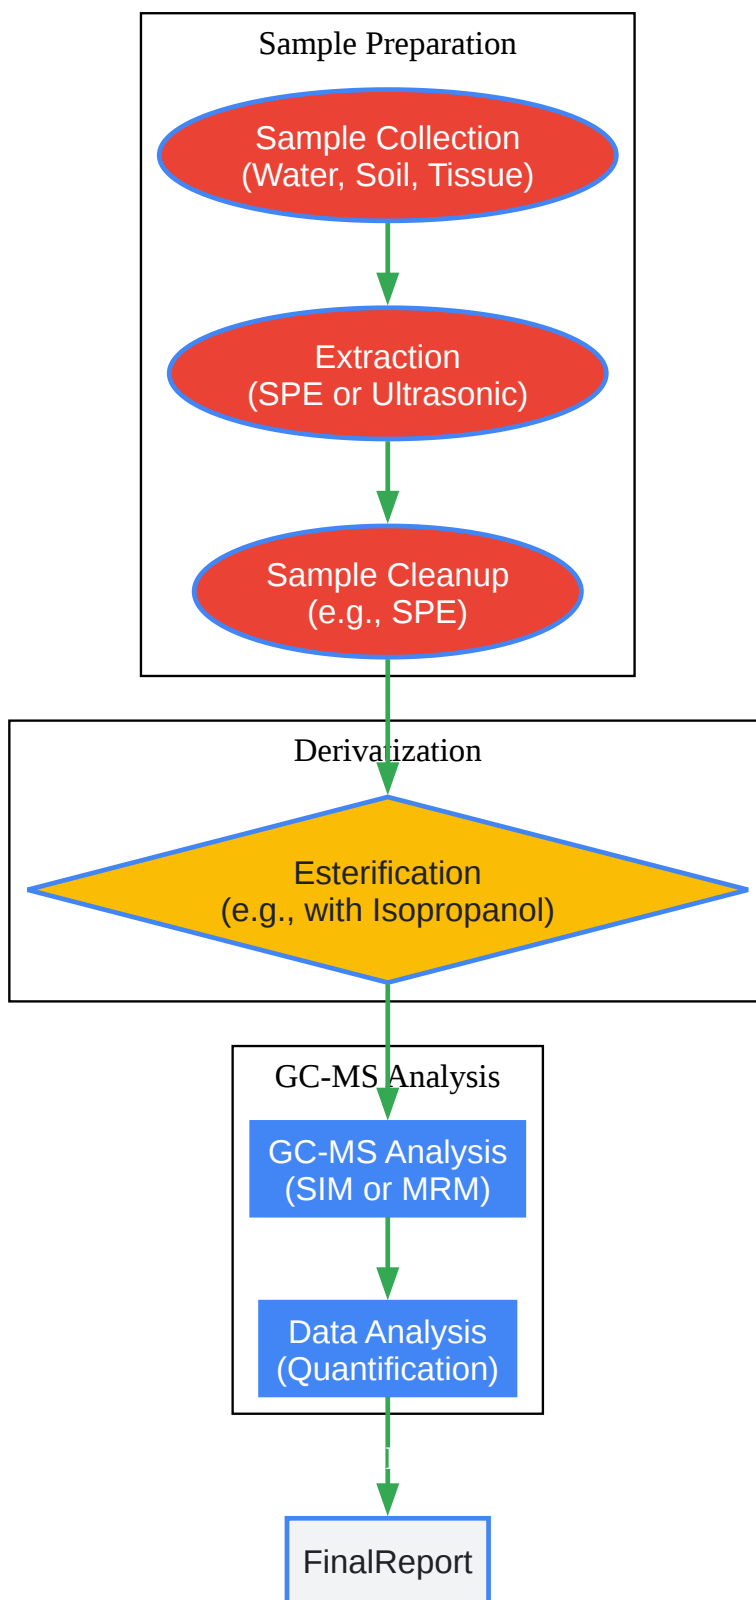 Sample Preparation
Sample Collection
(Water, Soil, Tissue)
Extraction
(SPE or Ultrasonic)
Sample Cleanup
(e.g., SPE)
Derivatization
Esterification
(e.g., with Isopropanol)
GC-MS Analysis
GC-MS Analysis
(SIM or MRM)
Data Analysis
(Quantification)
FinalReport